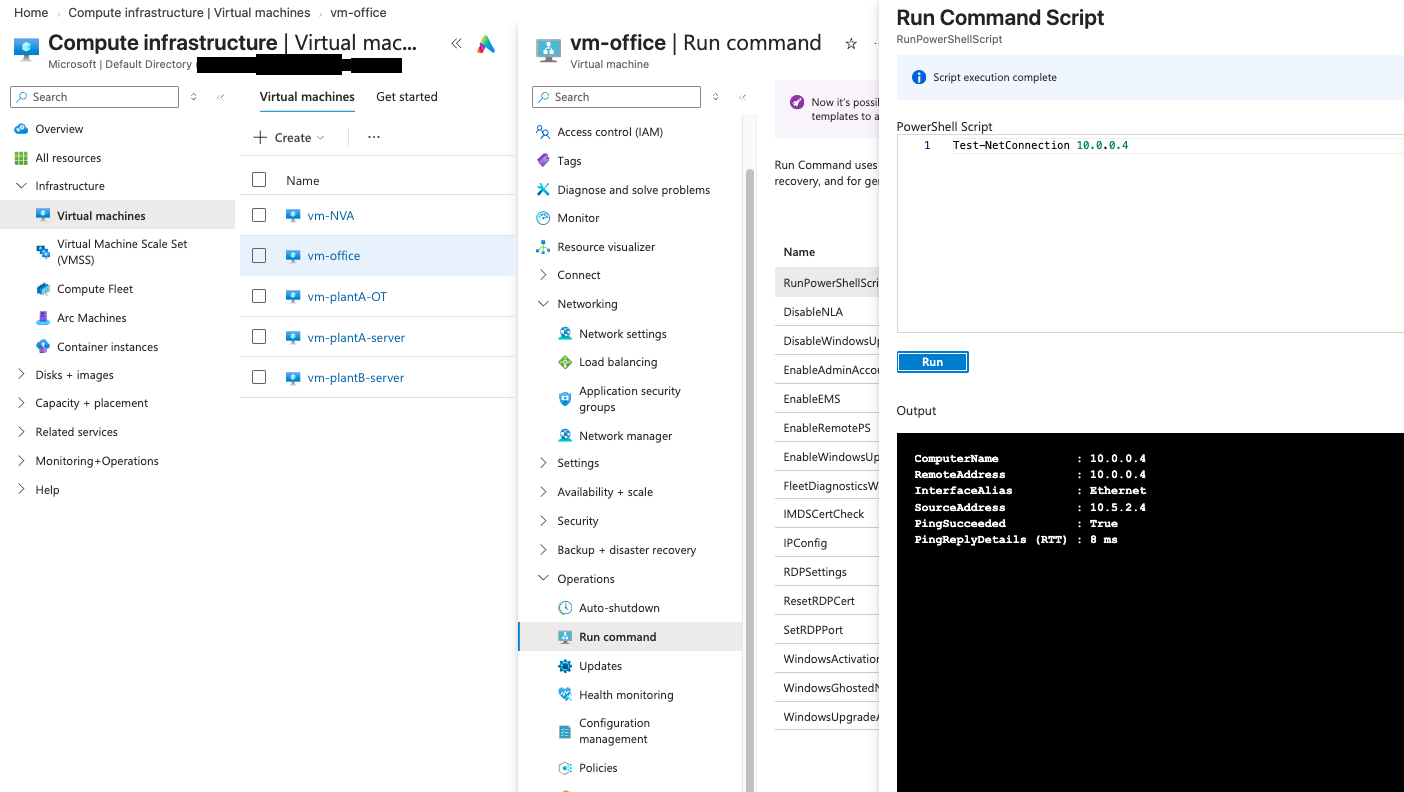 Home > Compute infrastructure | Virtual machines > vm-office
Compute infrastructure | Virtual mac...
Microsoft | Default Directory
Search
Overview
All resources
Infrastructure
Virtual machines
Virtual Machine Scale Set
(VMSS)
Compute Fleet
Arc Machines
Container instances
Disks + images
Capacity + placement
Related services
Monitoring+Operations
Help
Virtual machines Get started
Create
Name
vm-NVA
vm-office
vm-plantA-OT
vm-plantA-server
vm-plantB-server
vm-office | Run command
Virtual machine
Search
Access control (IAM)
Tags
Diagnose and solve problems
Monitor
Resource visualizer
Connect
Networking
Network settings
Load balancing
Application security
groups
Network manager
Settings
Availability + scale
Security
Backup + disaster recovery
Operations
Auto-shutdown
Run command
Updates
Health monitoring
Configuration
management
Policies
Now it's possi
templates to a
Run Command uses
recovery, and for ge
Name
RunPowerShellScri
DisableNLA
DisableWindowsUp
EnableAdminAccou
EnableEMS
EnableRemotePS
EnableWindowsUp
FleetDiagnosticsW
IMDSCertCheck
IPConfig
RDPSettings
ResetRDPCert
SetRDPPort
WindowsActivation
WindowsGhostedN
WindowsUpgradeA
Run Command Script
RunPowerShellScript
Script execution complete
PowerShell Script
1 Test-NetConnection 10.0.0.4
Run
Output
ComputerName : 10.0.0.4
RemoteAddress : 10.0.0.4
InterfaceAlias : Ethernet
SourceAddress : 10.5.2.4
PingSucceeded : True
PingReplyDetails (RTT) : 8 ms